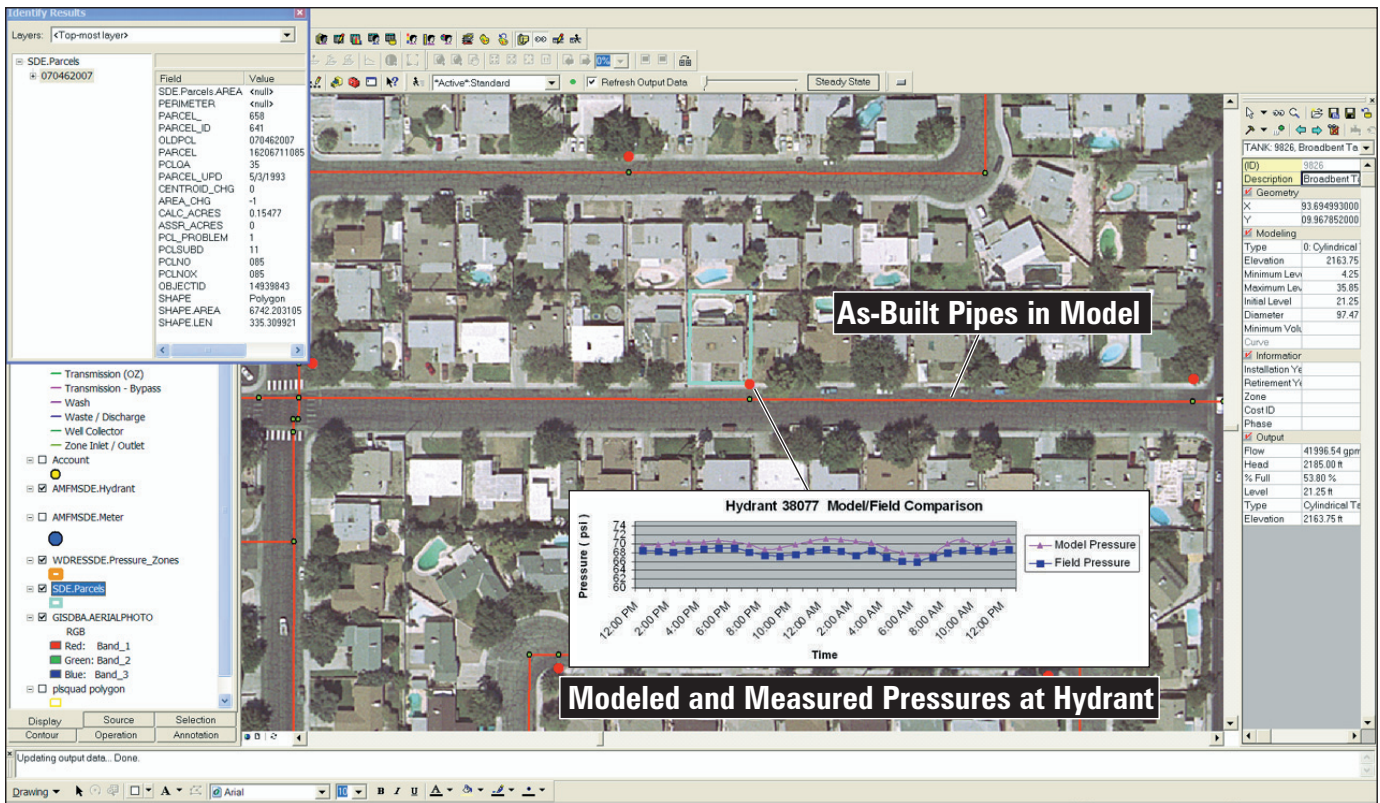 Identify Results
Layers: <Top-most layer>
SDE.Parcels
070462007
Field Value
SDE.Parcels.AREA <null>
PERIMETER <null>
PARCEL_ 658
PARCEL_ID 641
OLDPCL 070462007
PARCEL 16206711085
PCLQA 35
PARCEL_UPD 5/3/1993
CENTROID_CHG 0
AREA_CHG -1
CALC_ACRES 0.15477
ASSR_ACRES 0
PCL_PROBLEM 1
PCLSUBD 11
PCLNO 085
PCLNOX 085
OBJECTID 14939843
SHAPE Polygon
SHAPE.AREA 6742.203105
SHAPE.LEN 335.309921
0%
*Active*:Standard
Refresh Output Data
Steady State
Transmission (OZ)
Transmission - Bypass
Wash
Waste / Discharge
Well Collector
Zone Inlet / Outlet
Account
AMFMSDE.Hydrant
AMFMSDE.Meter
WDRESSDE.Pressure_Zones
SDE.Parcels
GISDBA.AERIALPHOTO
RGB
Red: Band_1
Green: Band_2
Blue: Band_3
plsquad polygon
Display Source Selection
Contour Operation Annotation
As-Built Pipes in Model
Hydrant 38077 Model/Field Comparison
Pressure ( psi )
74
72
70
68
66
64
62
60
12:00 PM 2:00 PM 4:00 PM 6:00 PM 8:00 PM 10:00 PM 12:00 AM 2:00 AM 4:00 AM 6:00 AM 8:00 AM 10:00 AM 12:00 PM
Time
Model Pressure
Field Pressure
Modeled and Measured Pressures at Hydrant
TANK: 9826, Broadbent Ta
(ID) 9826
Description Broadbent Ta
Geometry
X 93.694993000
Y 09.967852000
Modeling
Type 0: Cylindrical
Elevation 2163.75
Minimum Leve 4.25
Maximum Lev 35.85
Initial Level 21.25
Diameter 97.47
Minimum Volu
Curve
Information
Installation Ye
Retirement Ye
Zone
Cost ID
Phase
Output
Flow 41996.54 gpm
Head 2185.00 ft
% Full 53.80 %
Level 21.25 ft
Type Cylindrical Ta
Elevation 2163.75 ft
Updating output data... Done.
Drawing A Arial 10 B I U A